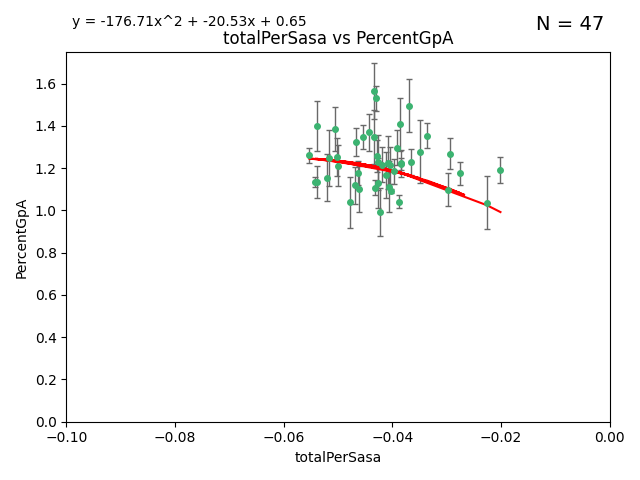 y = -176.71x^2 + -20.53x + 0.65
N = 47
totalPerSasa vs PercentGpA
PercentGpA
1.6
1.4
1.2
1.0
0.8
0.6
0.4
0.2
0.0
−0.10 −0.08 −0.06 −0.04 −0.02 0.00
totalPerSasa